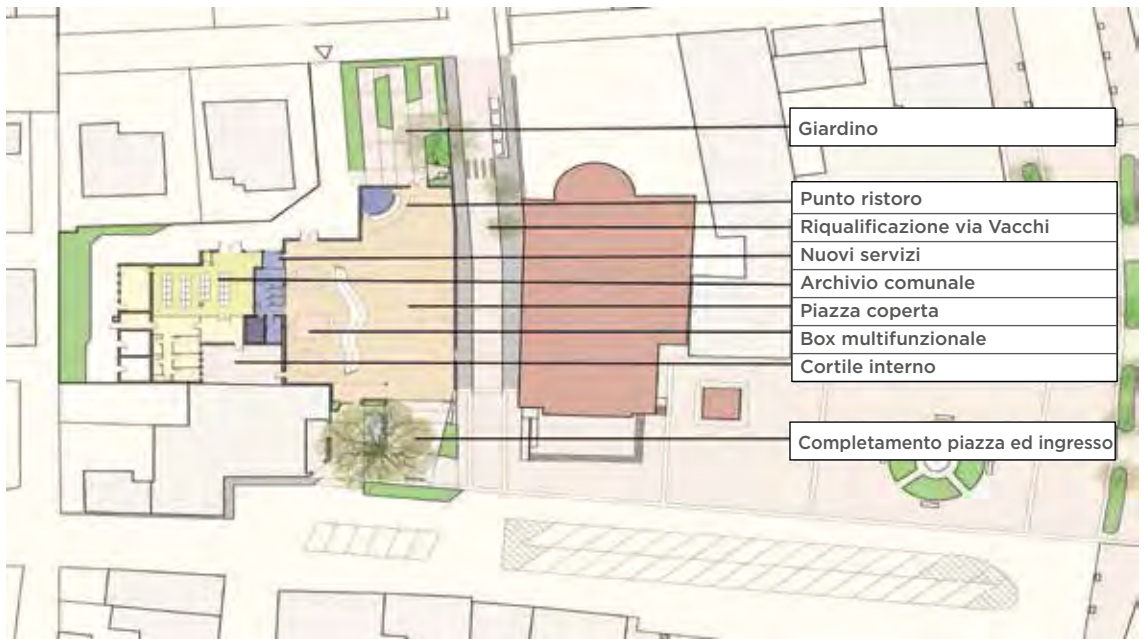 Giardino
Punto ristoro
Riqualificazione via Vacchi
Nuovi servizi
Archivio comunale
Piazza coperta
Box multifunzionale
Cortile interno
Completamento piazza ed ingresso